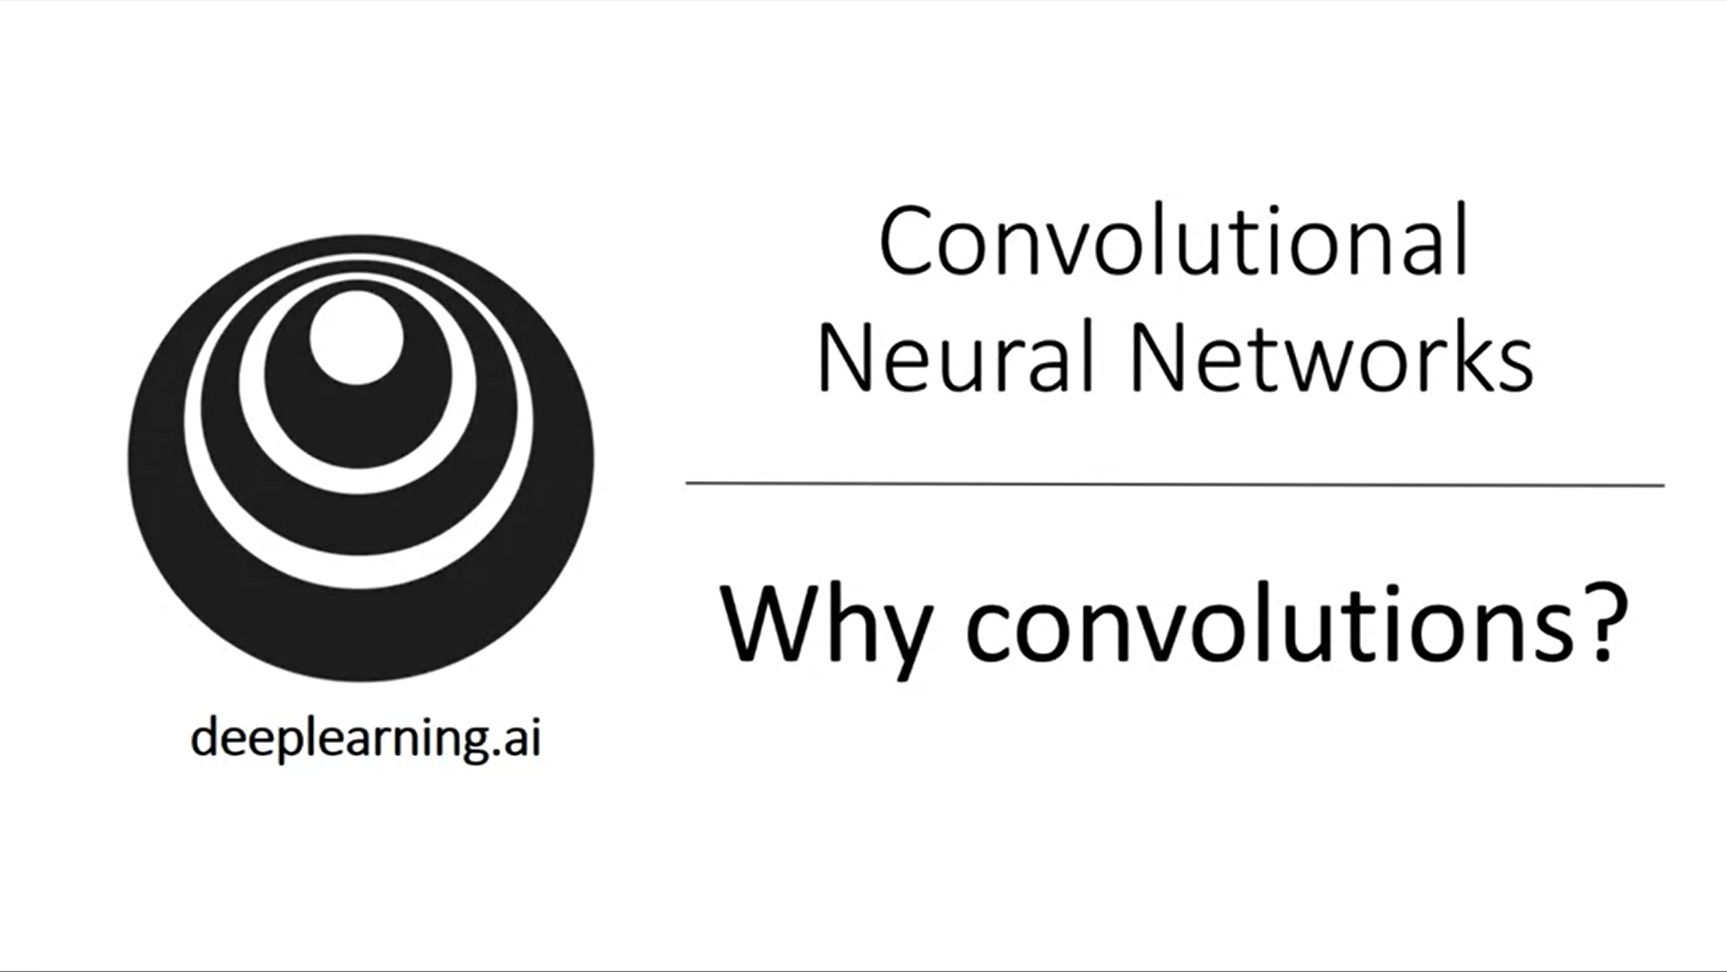 Convolutional
Neural Networks
Why convolutions?
deeplearning.ai